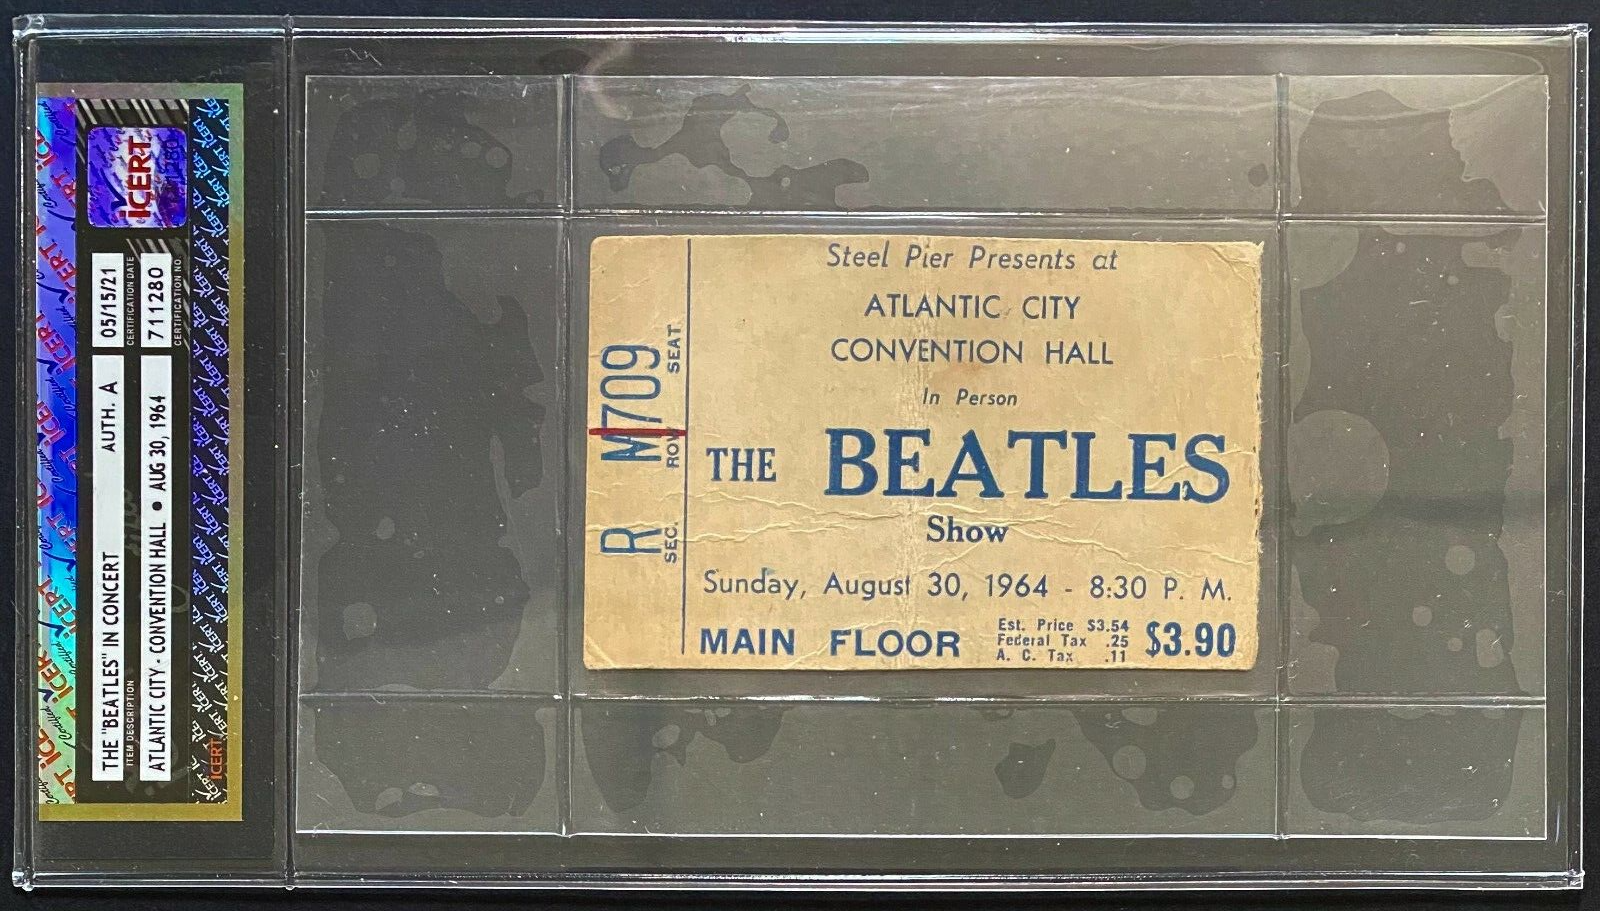 iCERT
711280
05/15/21
CERTIFICATION DATE
711280
CERTIFICATION NO.
THE "BEATLES" IN CONCERT AUTH. A
ITEM DESCRIPTION
ATLANTIC CITY - CONVENTION HALL • AUG 30, 1964
iCERT
R M 709
SEC. ROW SEAT
Steel Pier Presents at
ATLANTIC CITY
CONVENTION HALL
In Person
THE BEATLES
Show
Sunday, August 30, 1964 - 8:30 P. M.
MAIN FLOOR
Est. Price $3.54
Federal Tax .25
A. C. Tax .11
$3.90